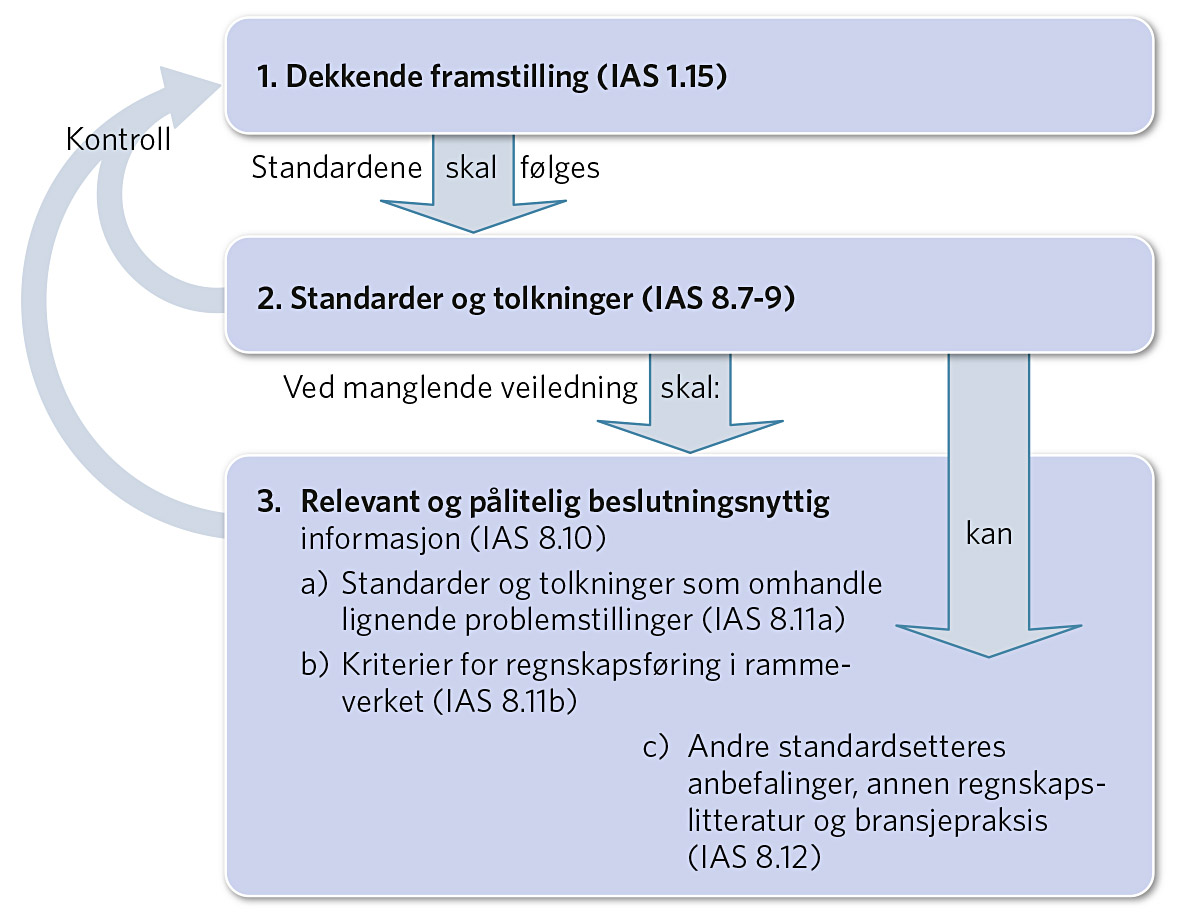 1. Dekkende framstilling (IAS 1.15)
Kontroll
Standardene skal følges
2. Standarder og tolkninger (IAS 8.7-9)
Ved manglende veiledning skal:
3. Relevant og pålitelig beslutningsnyttig
informasjon (IAS 8.10)
kan
a) Standarder og tolkninger som omhandle
lignende problemstillinger (IAS 8.11a)
b) Kriterier for regnskapsføring i ramme-
verket (IAS 8.11b)
c) Andre standardsetteres
anbefalinger, annen regnskaps-
litteratur og bransjepraksis
(IAS 8.12)